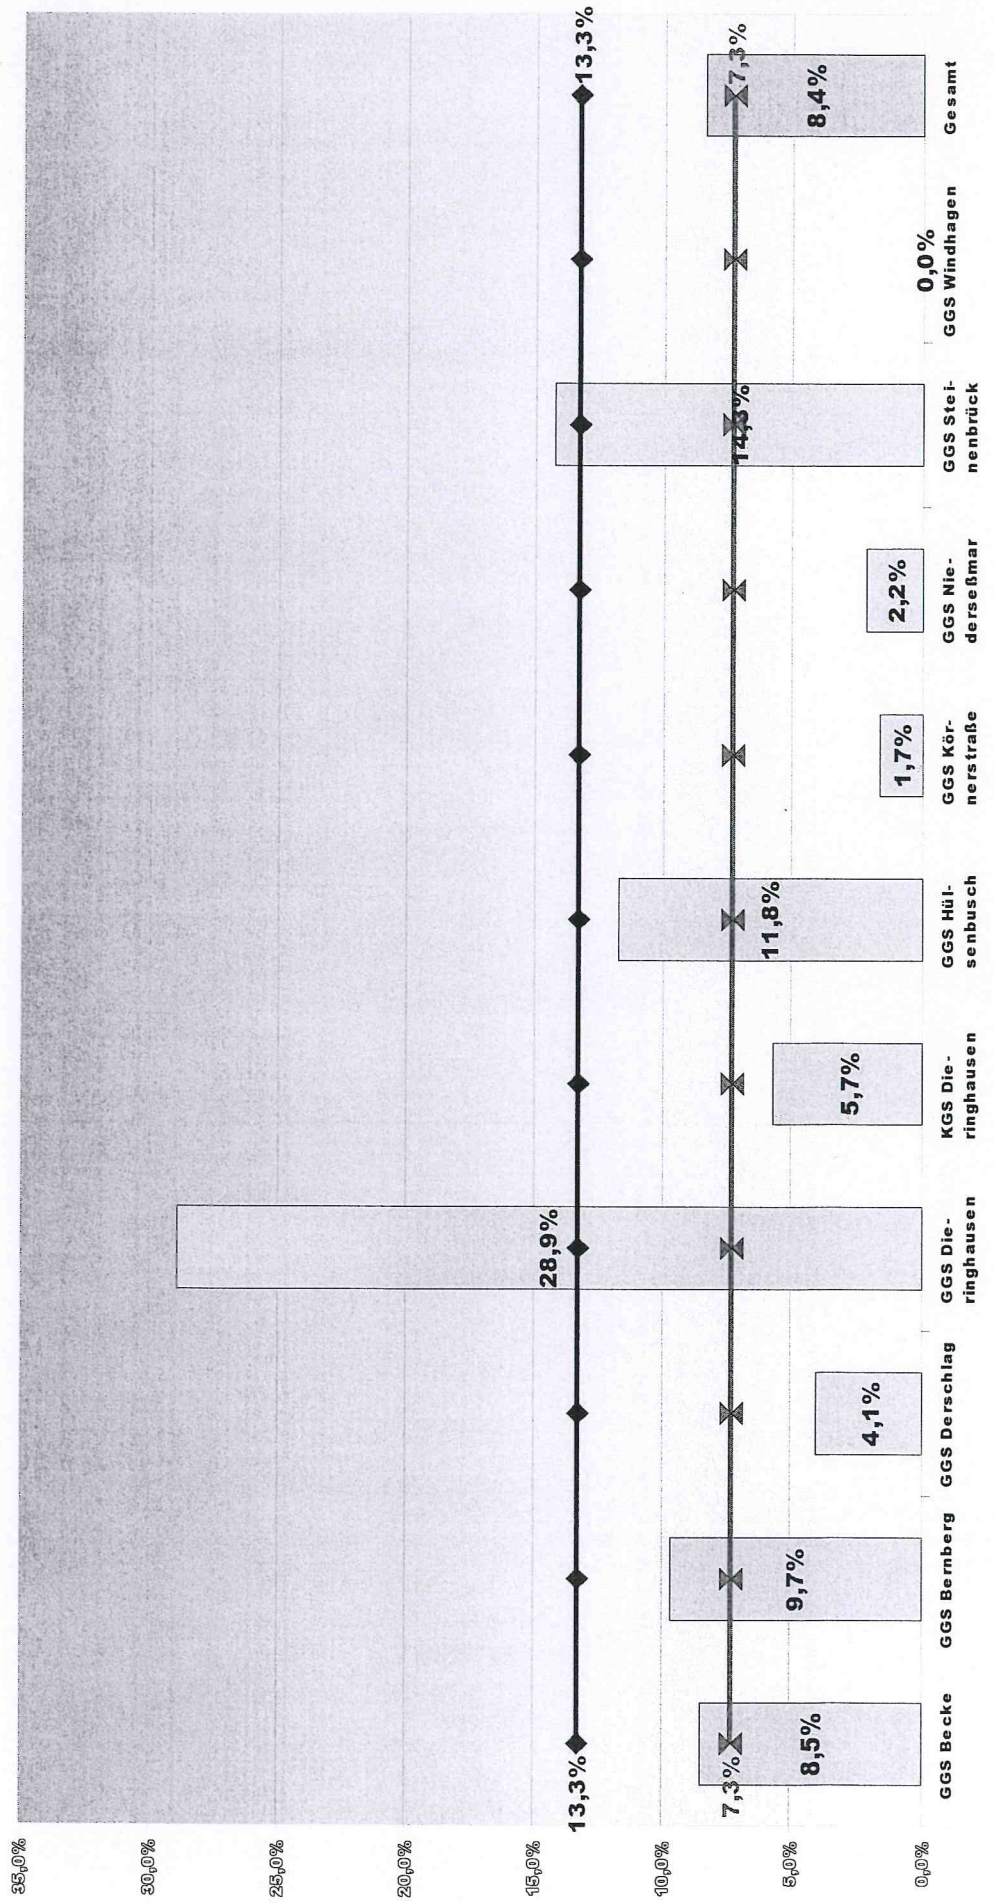 35,0%
30,0%
25,0%
20,0%
15,0%
10,0%
5,0%
0,0%
13,3%
13,3%
7,3%
7,3%
8,5%
9,7%
4,1%
28,9%
5,7%
11,8%
1,7%
2,2%
14,3%
0,0%
8,4%
GGS Becke
GGS Bernberg
GGS Derschlag
GGS Die-
ringhausen
KGS Die-
ringhausen
GGS Hül-
senbusch
GGS Kör-
nerstraße
GGS Nie-
derseßmar
GGS Stei-
nenbrück
GGS Windhagen
Gesamt